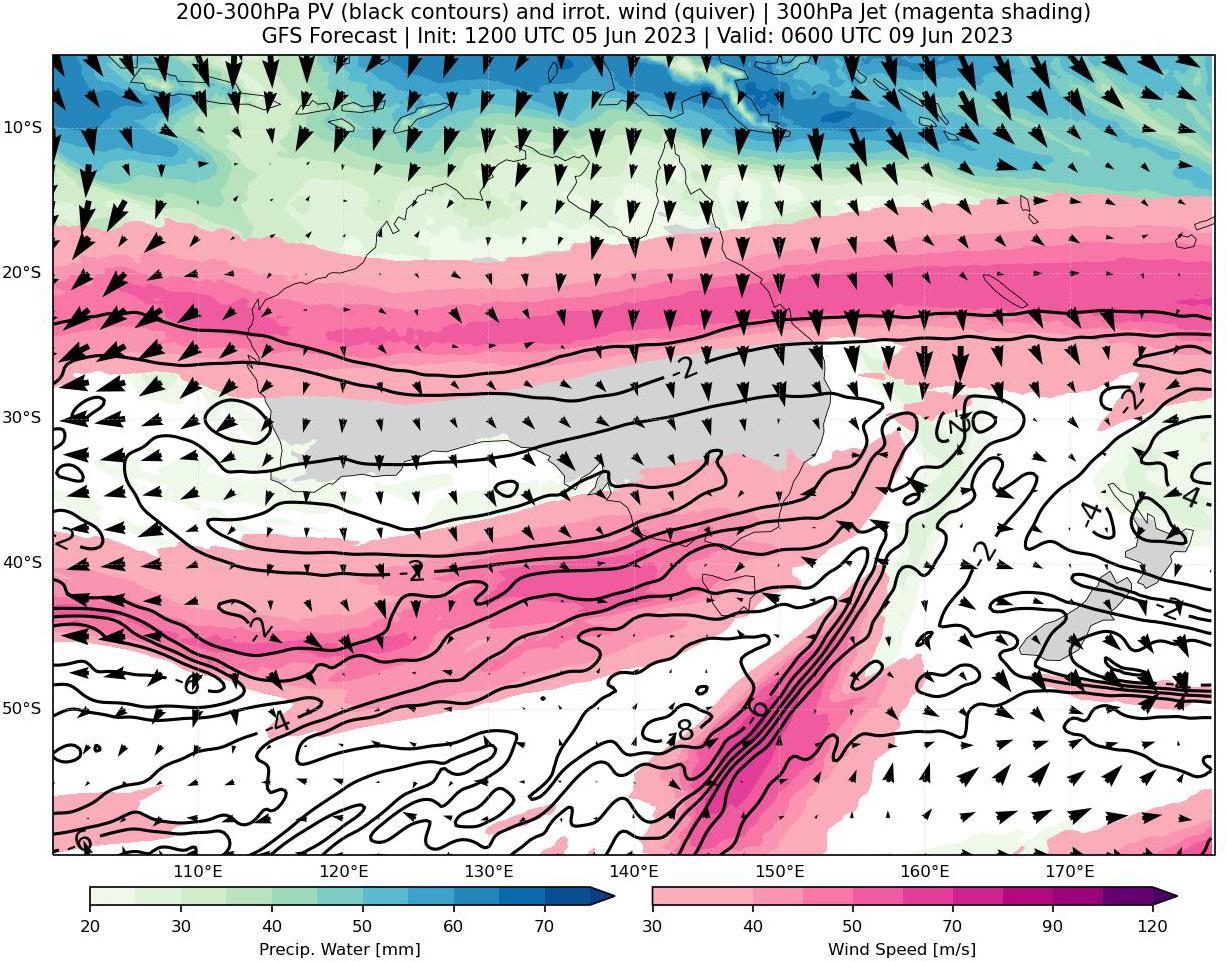 200-300hPa PV (black contours) and irrot. wind (quiver) | 300hPa Jet (magenta shading)
GFS Forecast | Init: 1200 UTC 05 Jun 2023 | Valid: 0600 UTC 09 Jun 2023
10°S
20°S
-2
-2
30°S
-2
-4
-4
-2
-2
40°S
-2
-2
-2
-6
50°S
-4
-8
-6
-6
110°E 120°E 130°E 140°E 150°E 160°E 170°E
20 30 40 50 60 70
30 40 50 70 90 120
Precip. Water [mm]
Wind Speed [m/s]